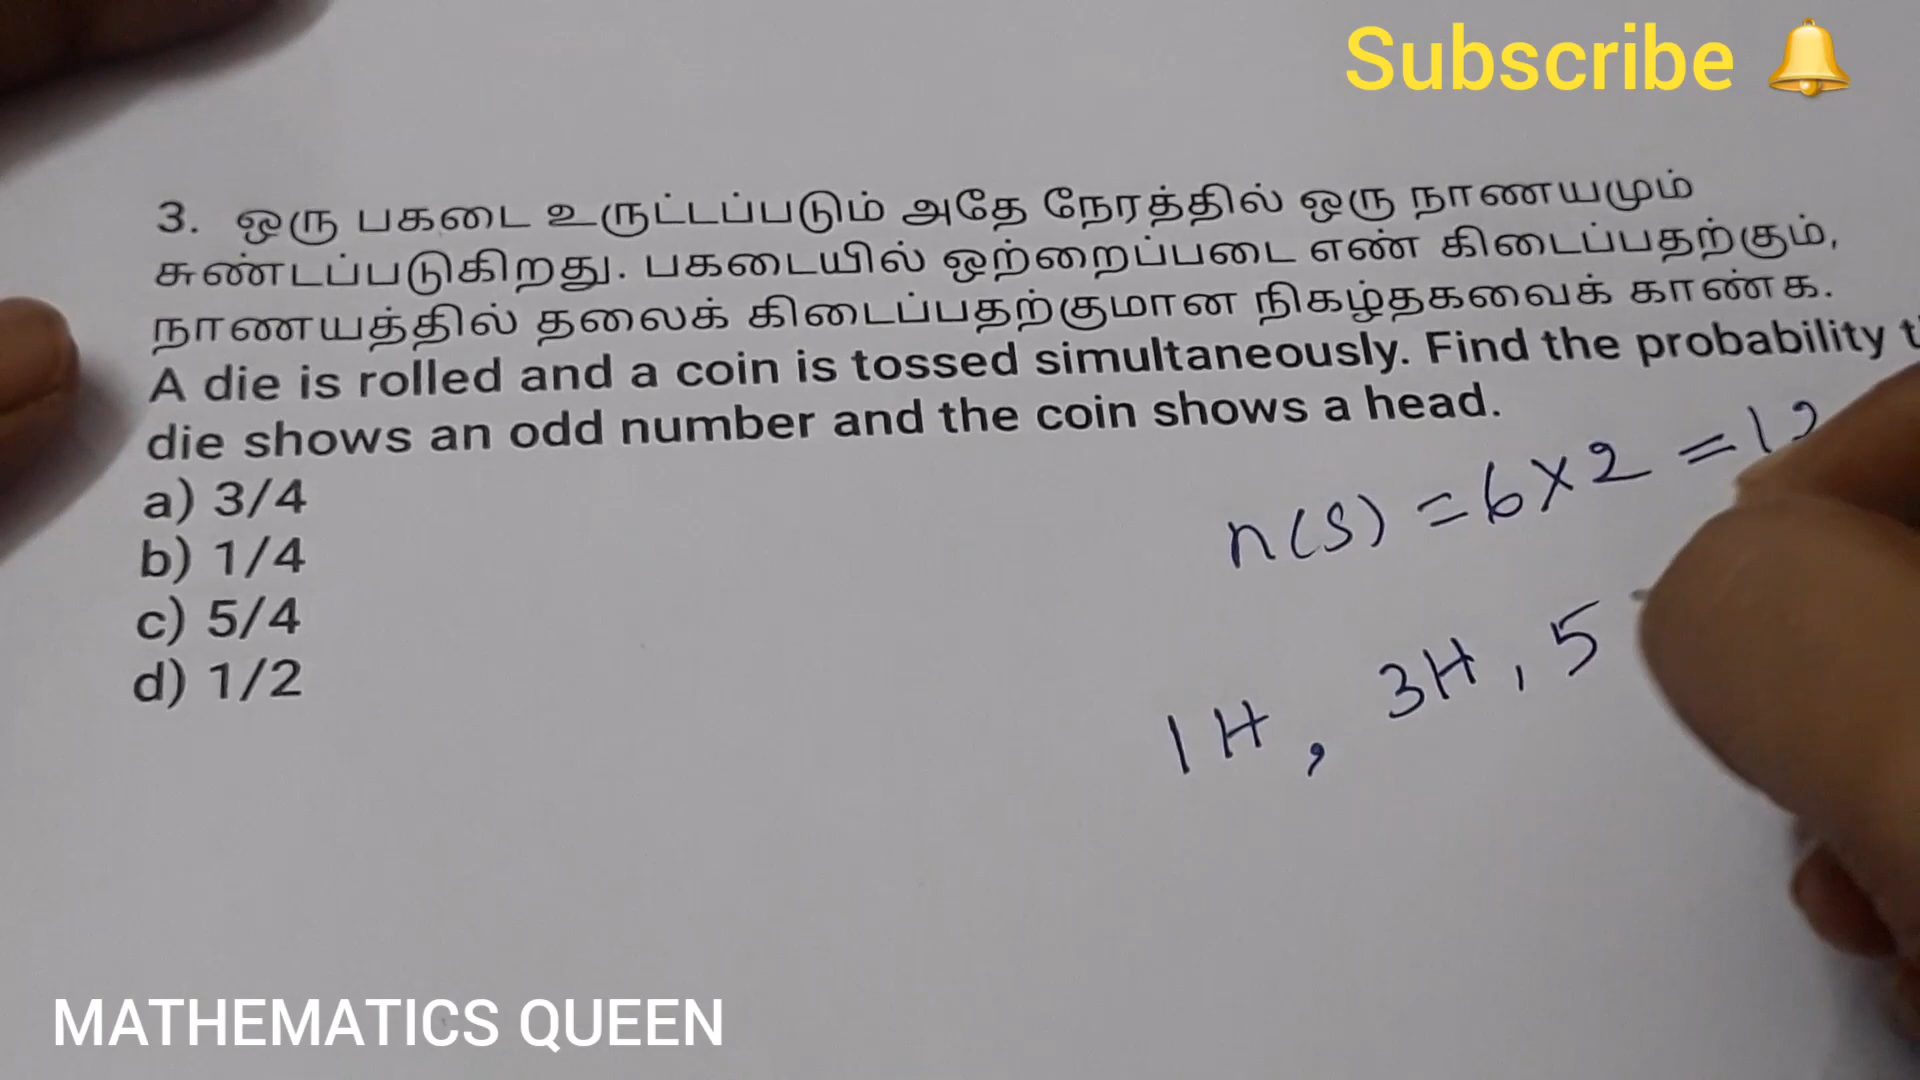 Subscribe 🔔
3. ஒரு பகடை உருட்டப்படும் அதே நேரத்தில் ஒரு நாணயமும்
சுண்டப்படுகிறது. பகடையில் ஒற்றைப்படை எண் கிடைப்பதற்கும்,
நாணயத்தில் தலைக் கிடைப்பதற்குமான நிகழ்தகவைக் காண்க.
A die is rolled and a coin is tossed simultaneously. Find the probability
die shows an odd number and the coin shows a head.
a) 3/4
b) 1/4
c) 5/4
d) 1/2
n(S) = 6 X 2 = 12
1H, 3H, 5
MATHEMATICS QUEEN